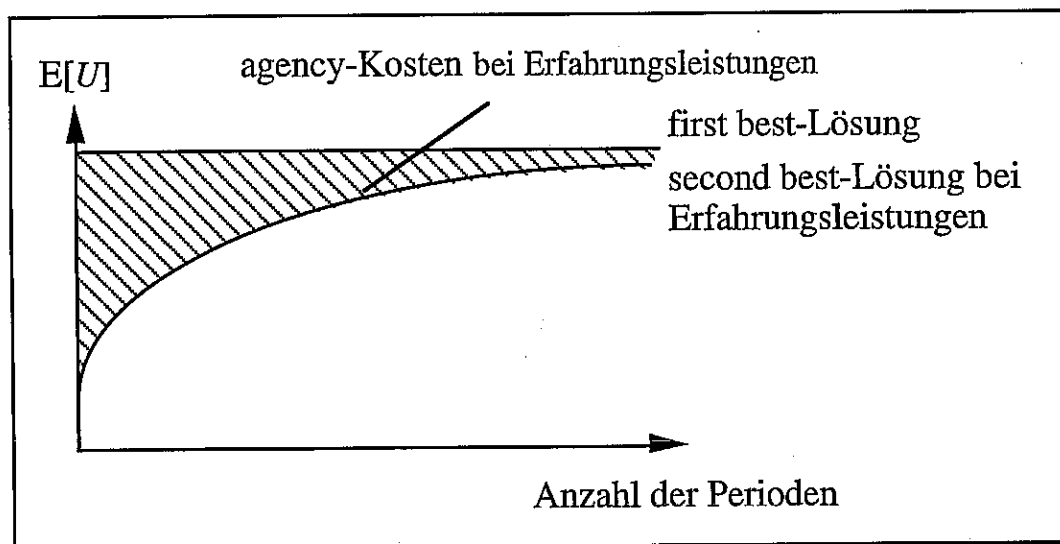 E[U]
agency-Kosten bei Erfahrungsleistungen
first best-Lösung
second best-Lösung bei
Erfahrungsleistungen
Anzahl der Perioden